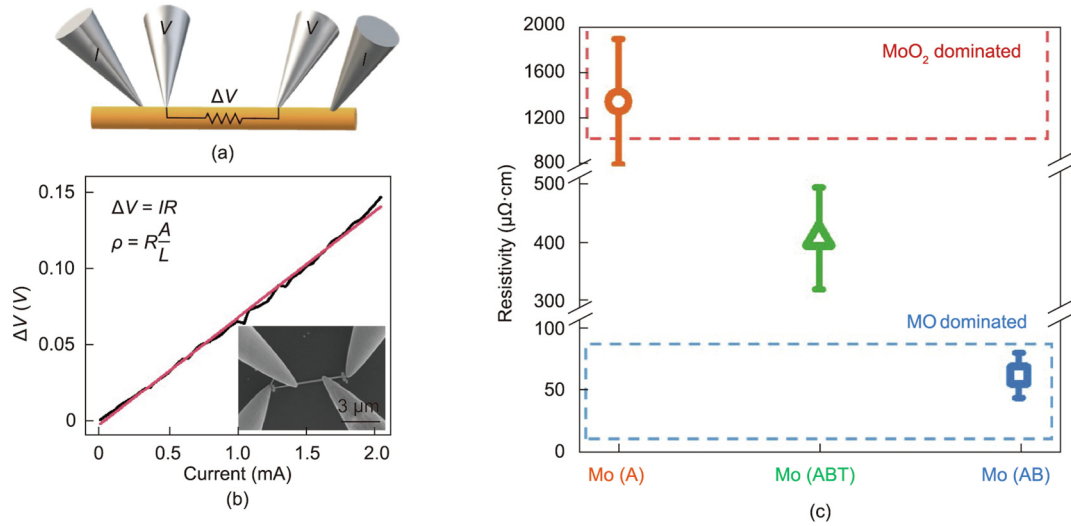 I
V
V
I
ΔV
(a)
0.15
0.10
0.05
0
ΔV (V)
ΔV = IR
ρ = R A/L
3 μm
0
0.5
1.0
1.5
2.0
Current (mA)
(b)
2000
1600
1200
800
500
400
300
100
50
0
Resistivity (μΩ·cm)
MoO₂ dominated
MO dominated
Mo (A)
Mo (ABT)
Mo (AB)
(c)